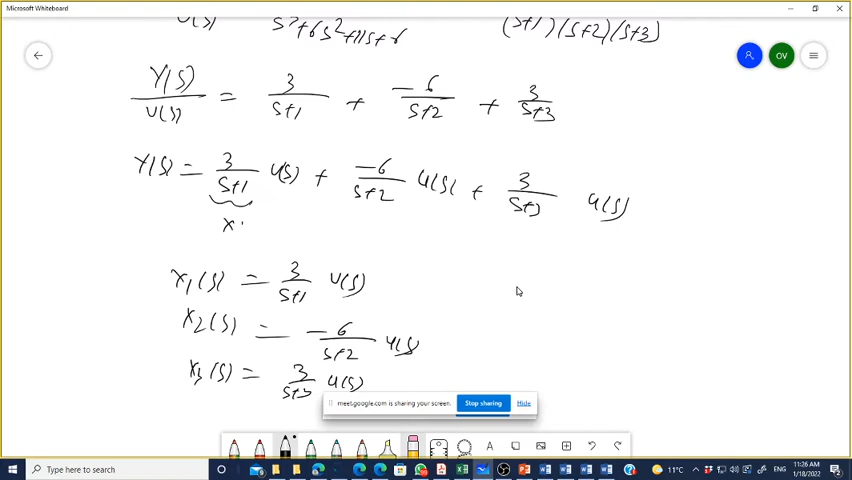 Microsoft Whiteboard
U(S) S³+6S²+11S+6 (S+1)(S+2)(S+3)
OV
Y(S)/U(S) = 3/S+1 + -6/S+2 + 3/S+3
Y(S) = 3/S+1 U(S) + -6/S+2 U(S) + 3/S+3 U(S)
X
X1(S) = 3/S+1 U(S)
X2(S) = -6/S+2 U(S)
X3(S) = 3/S+3 U(S)
meet.google.com is sharing your screen. Stop sharing Hide
A
Type here to search
11°C
11:26 AM
1/18/2022